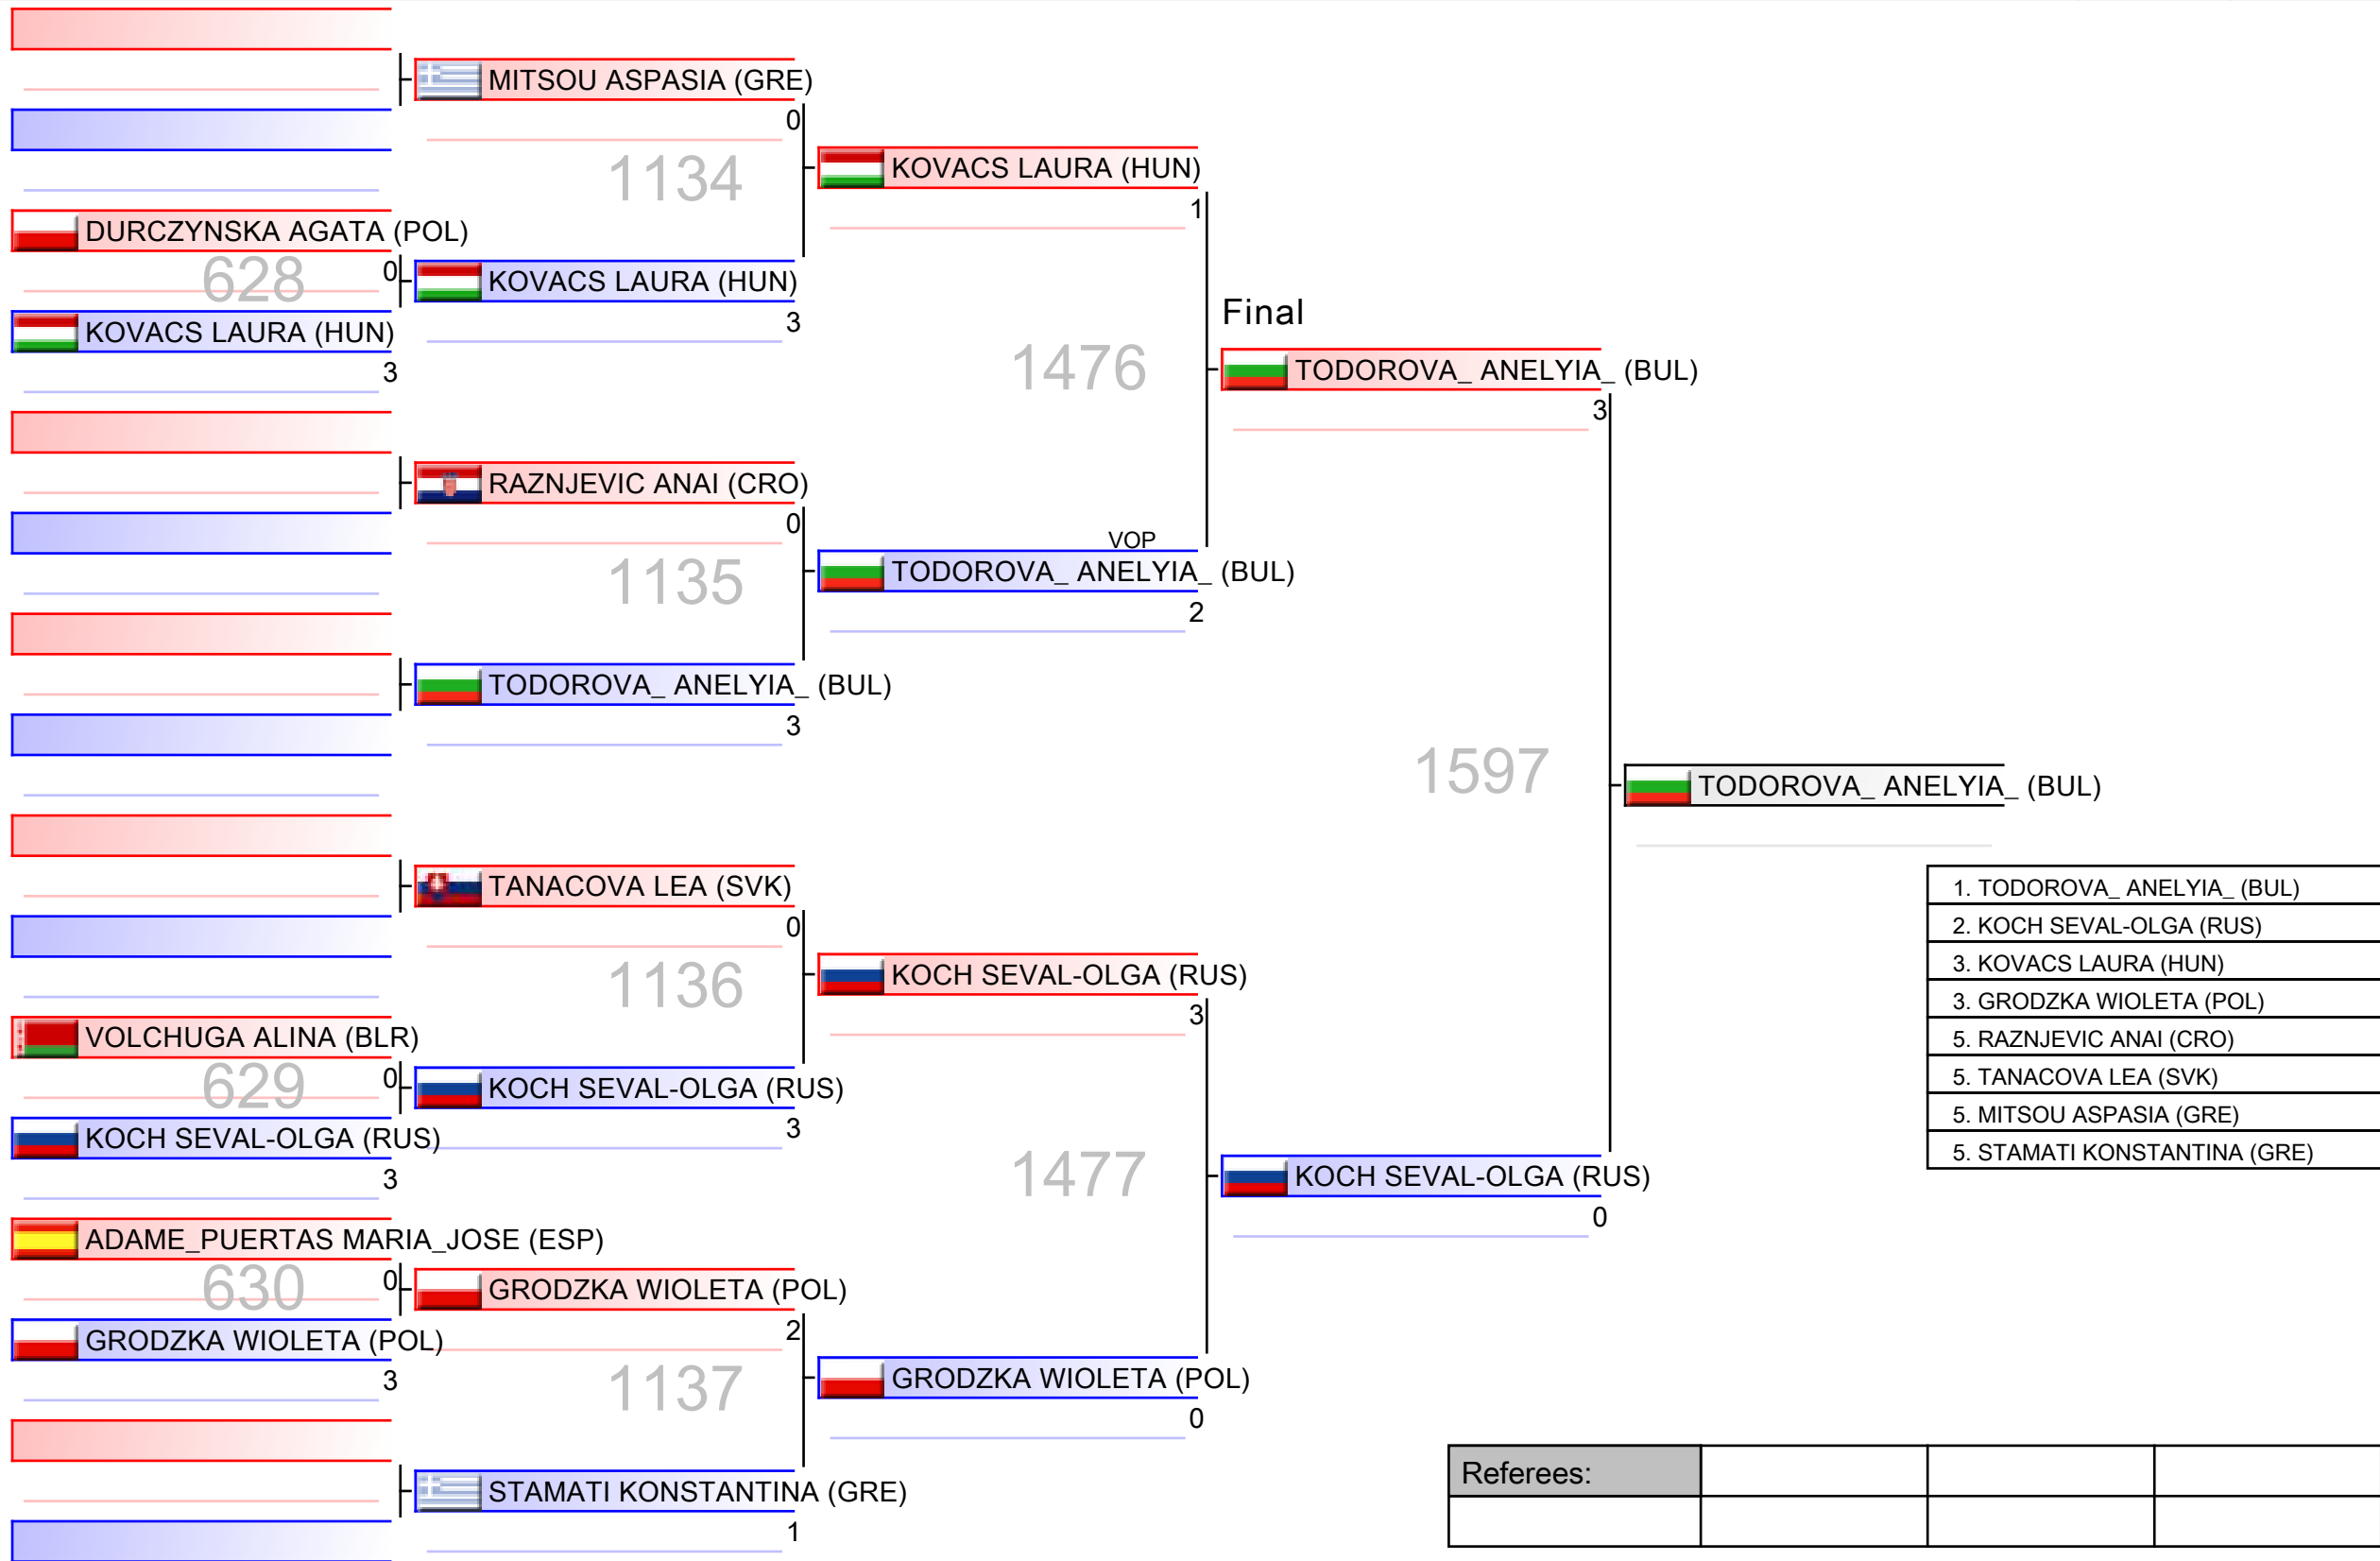 MITSOU ASPASIA (GRE)
0
1134
KOVACS LAURA (HUN)
1
DURCZYNSKA AGATA (POL)
0
628
KOVACS LAURA (HUN)
3
KOVACS LAURA (HUN)
3
Final
1476
TODOROVA_ ANELYIA_ (BUL)
3
RAZNJEVIC ANAI (CRO)
0
1135
VOP
TODOROVA_ ANELYIA_ (BUL)
2
TODOROVA_ ANELYIA_ (BUL)
3
1597
TODOROVA_ ANELYIA_ (BUL)
TANACOVA LEA (SVK)
0
1136
KOCH SEVAL-OLGA (RUS)
3
VOLCHUGA ALINA (BLR)
0
629
KOCH SEVAL-OLGA (RUS)
3
KOCH SEVAL-OLGA (RUS)
3
1477
KOCH SEVAL-OLGA (RUS)
0
ADAME_PUERTAS MARIA_JOSE (ESP)
0
630
GRODZKA WIOLETA (POL)
2
GRODZKA WIOLETA (POL)
3
1137
GRODZKA WIOLETA (POL)
0
STAMATI KONSTANTINA (GRE)
1
1. TODOROVA_ ANELYIA_ (BUL)
2. KOCH SEVAL-OLGA (RUS)
3. KOVACS LAURA (HUN)
3. GRODZKA WIOLETA (POL)
5. RAZNJEVIC ANAI (CRO)
5. TANACOVA LEA (SVK)
5. MITSOU ASPASIA (GRE)
5. STAMATI KONSTANTINA (GRE)
Referees: